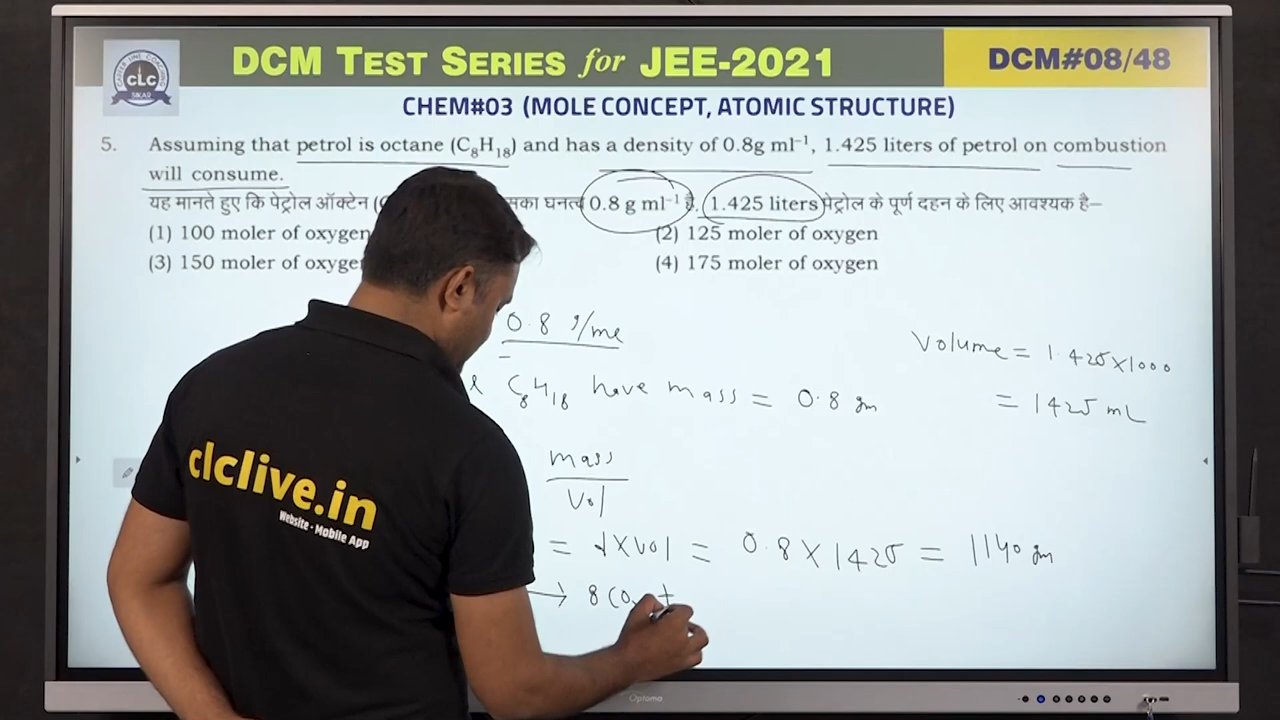 DCM TEST SERIES for JEE-2021
DCM#08/48
CLC
SIKAR
CHEM#03 (MOLE CONCEPT, ATOMIC STRUCTURE)
5. Assuming that petrol is octane (C₈H₁₈) and has a density of 0.8g ml⁻¹, 1.425 liters of petrol on combustion
will consume.
यह मानते हुए कि पेट्रोल ऑक्टेन 0.8 g ml⁻¹ है, 1.425 liters पेट्रोल के पूर्ण दहन के लिए आवश्यक है–
(1) 100 moler of oxygen (2) 125 moler of oxygen
(3) 150 moler of (4) 175 moler of oxygen
0.8 g/ml
Volume = 1.425×1000
C₈H₁₈ have mass = 0.8 gm
= 1425 mL
mass
Vol
= d×Vol = 0.8×1425 = 1140 gm
→ 8CO₂ +
clclive.in
Website • Mobile App
Optoma